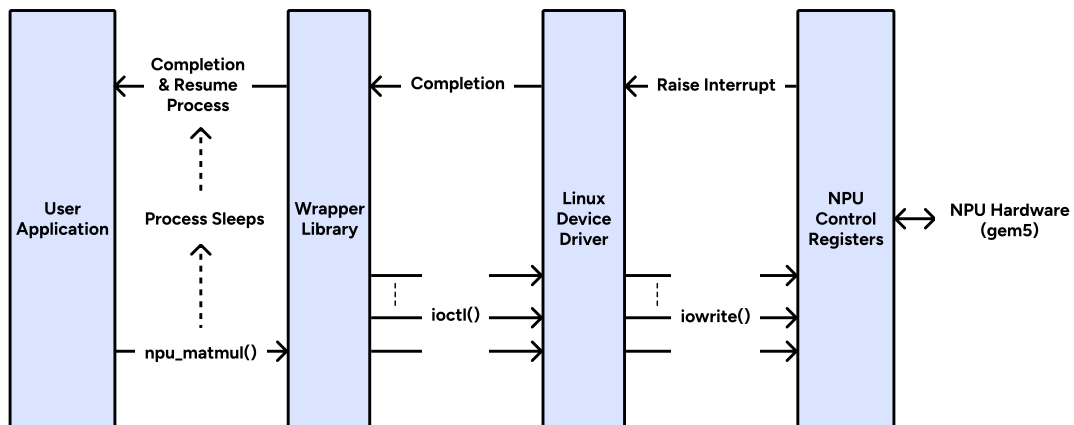 Completion
& Resume
Process
Completion
Raise Interrupt
User
Application
Process Sleeps
Wrapper
Library
Linux
Device
Driver
NPU
Control
Registers
NPU Hardware
(gem5)
ioctl()
iowrite()
npu_matmul()